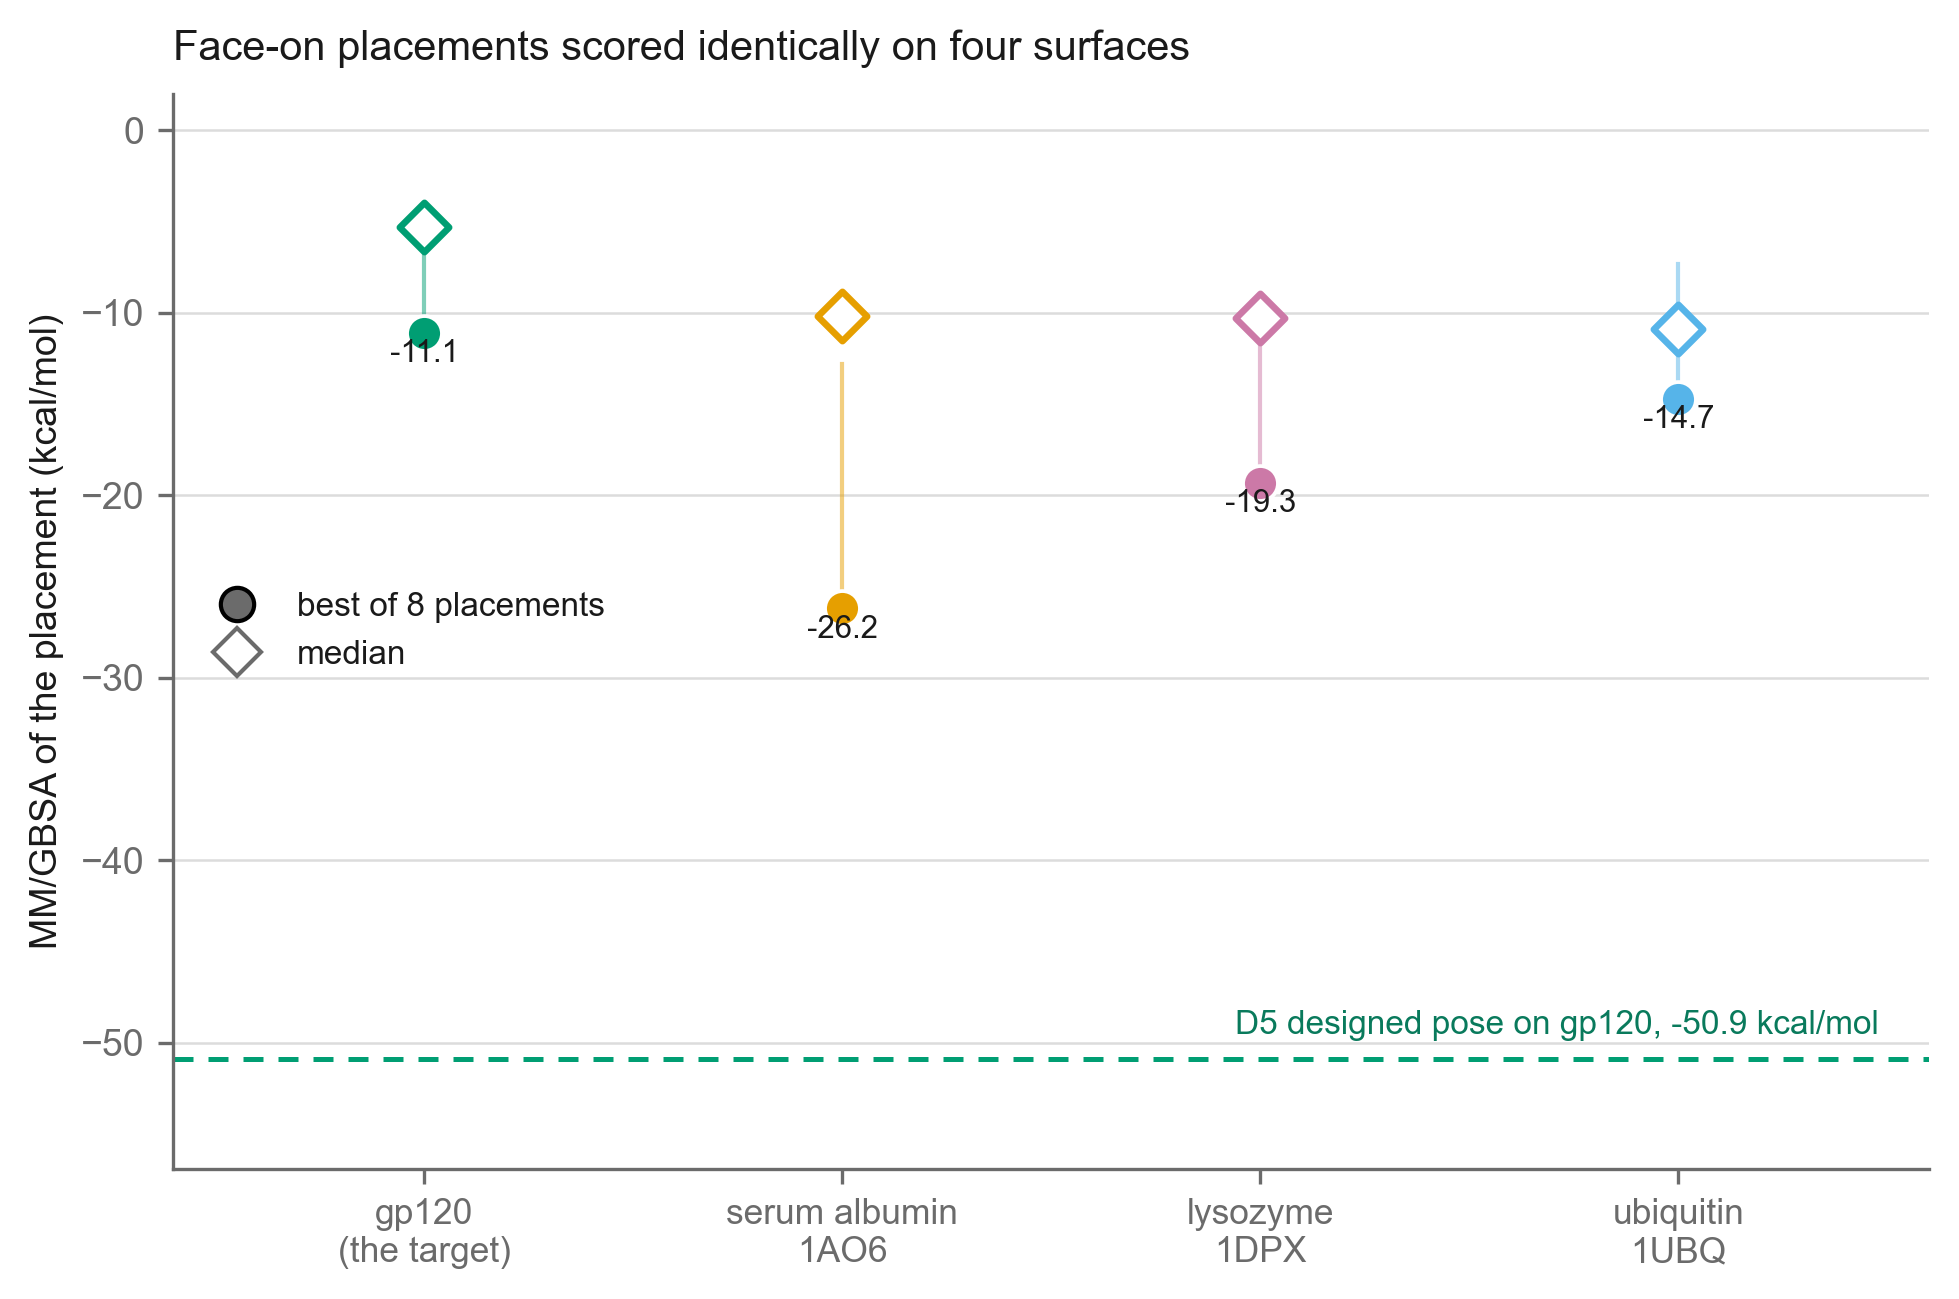 Face-on placements scored identically on four surfaces
MM/GBSA of the placement (kcal/mol)
0
−10
−20
−30
−40
−50
-11.1
-26.2
-19.3
-14.7
best of 8 placements
median
D5 designed pose on gp120, -50.9 kcal/mol
gp120
(the target)
serum albumin
1AO6
lysozyme
1DPX
ubiquitin
1UBQ